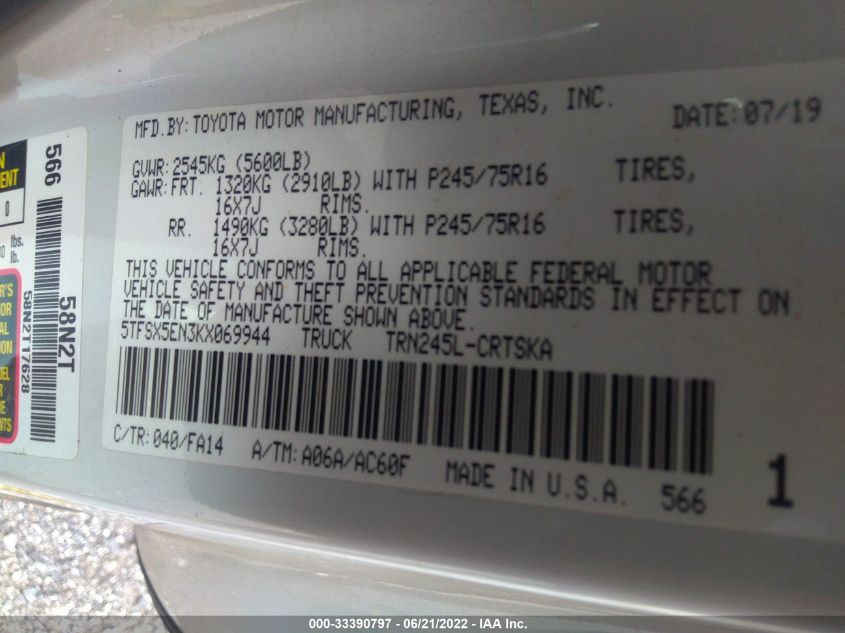 MFD.BY: TOYOTA MOTOR MANUFACTURING, TEXAS, INC. DATE:07/19
GVWR: 2545KG (5600LB)
GAWR: FRT. 1320KG (2910LB) WITH P245/75R16 TIRES,
16X7J RIMS.
RR. 1490KG (3280LB) WITH P245/75R16 TIRES,
16X7J RIMS.
THIS VEHICLE CONFORMS TO ALL APPLICABLE FEDERAL MOTOR
VEHICLE SAFETY AND THEFT PREVENTION STANDARDS IN EFFECT ON
THE DATE OF MANUFACTURE SHOWN ABOVE.
5TFSX5EN3KX069944 TRUCK TRN245L-CRTSKA
C/TR: 040/FA14 A/TM: A06A/AC60F MADE IN U.S.A. 566 1
566
58N2T
58N2T17628
0
lbs.
lb.
000-33390797 - 06/21/2022 - IAA Inc.